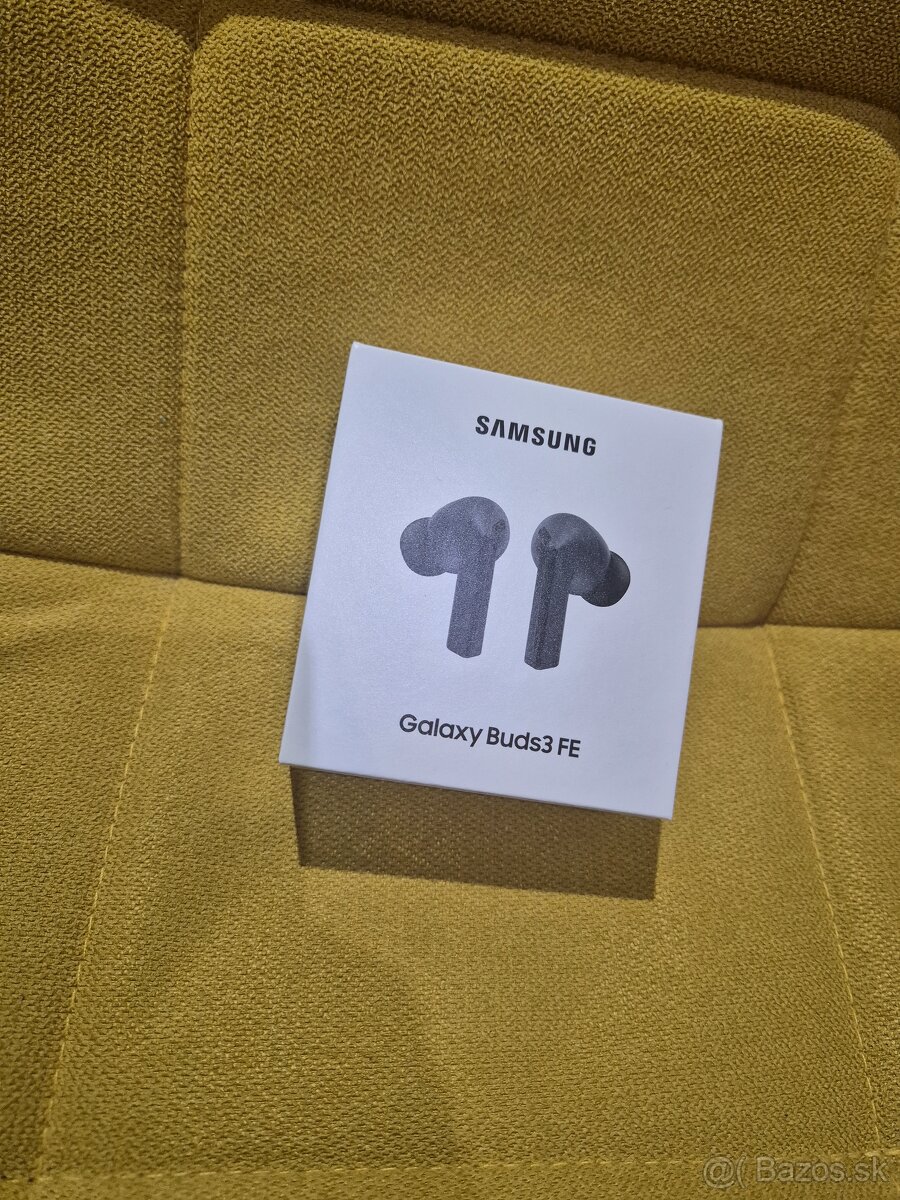 SAMSUNG
Galaxy Buds3 FE
@( Bazos.sk